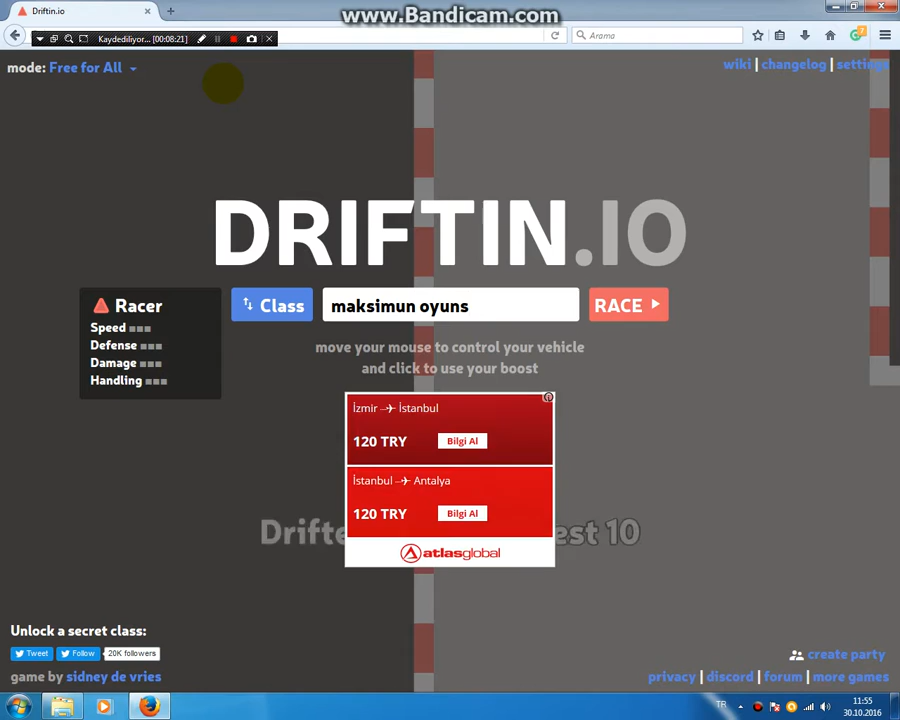 www.Bandicam.com
Driftin.io
Kaydediliyor... [00:08:21]
Arama
7
mode: Free for All
wiki | changelog | settings
DRIFTIN.IO
Racer
Speed
Defense
Damage
Handling
Class
maksimun oyuns
RACE
move your mouse to control your vehicle
and click to use your boost
İzmir İstanbul
120 TRY Bilgi Al
İstanbul Antalya
120 TRY Bilgi Al
atlasglobal
Drifte est 10
Unlock a secret class:
Tweet Follow 20K followers
game by sidney de vries
create party
privacy | discord | forum | more games
TR
11:55
30.10.2016